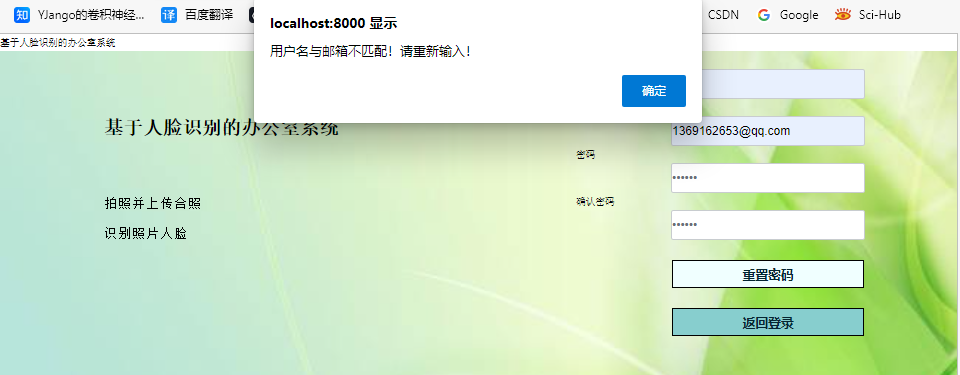 YJango的卷积神经...
百度翻译
CSDN
Google
Sci-Hub
基于人脸识别的办公室系统
localhost:8000 显示
用户名与邮箱不匹配！请重新输入！
确定
基于人脸识别的办公室系统
1369162653@qq.com
密码
••••••
拍照并上传合照
确认密码
••••••
识别照片人脸
重置密码
返回登录